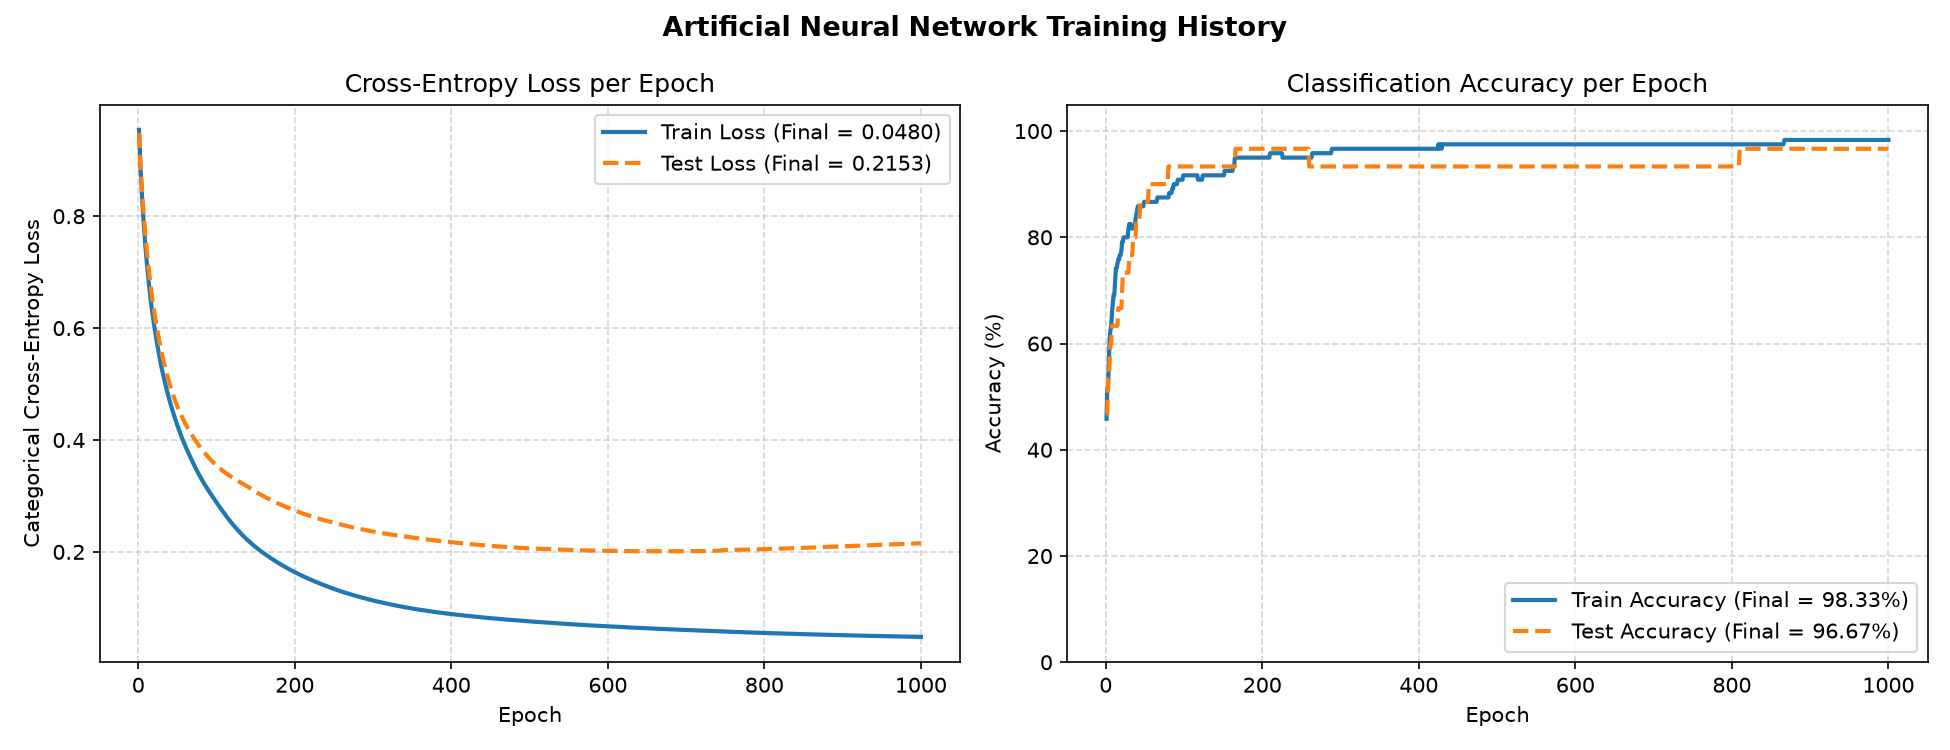 Artificial Neural Network Training History
Cross-Entropy Loss per Epoch
Categorical Cross-Entropy Loss
0.8
0.6
0.4
0.2
Train Loss (Final = 0.0480)
Test Loss (Final = 0.2153)
0 200 400 600 800 1000
Epoch
Classification Accuracy per Epoch
Accuracy (%)
100
80
60
40
20
0
Train Accuracy (Final = 98.33%)
Test Accuracy (Final = 96.67%)
0 200 400 600 800 1000
Epoch